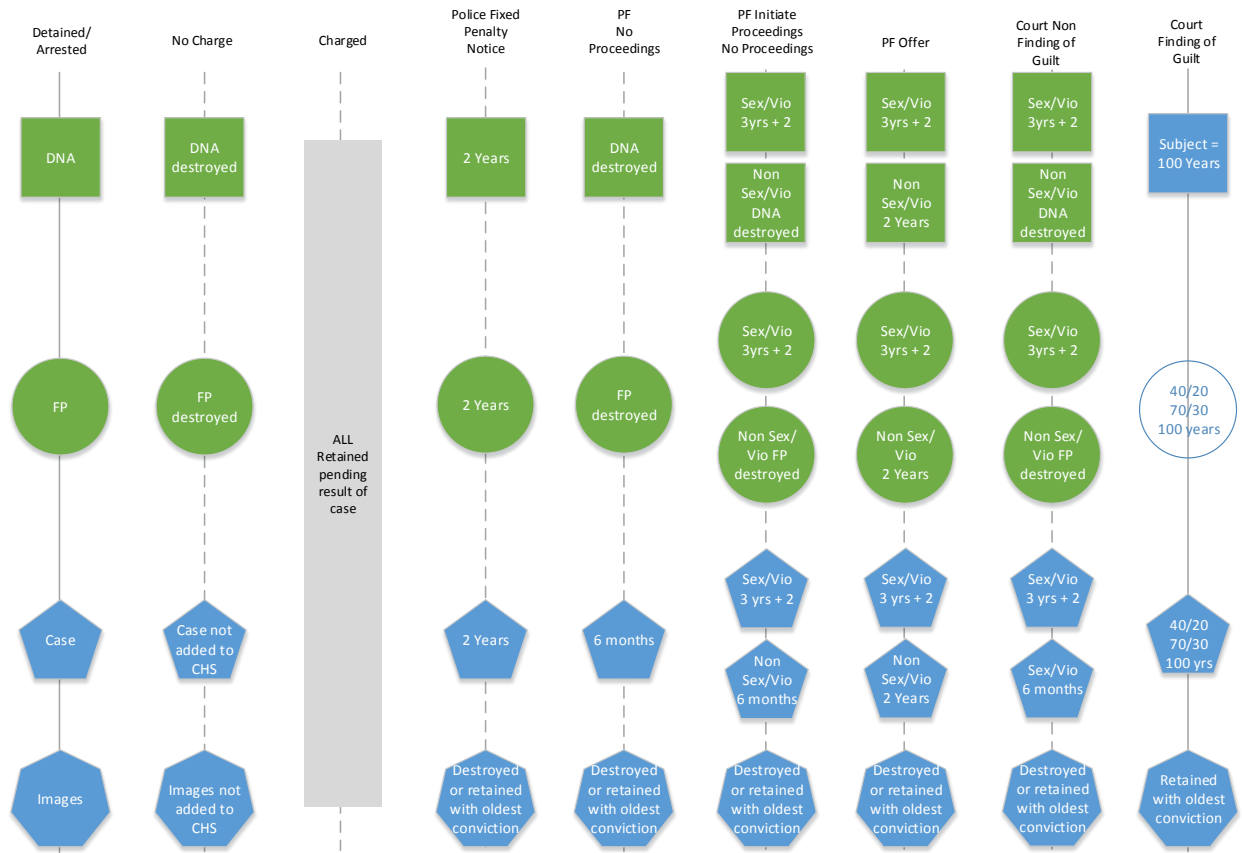 Detained/
Arrested
No Charge
Charged
Police Fixed
Penalty
Notice
PF
No
Proceedings
PF Initiate
Proceedings
No Proceedings
PF Offer
Court Non
Finding of
Guilt
Court
Finding of
Guilt
DNA
DNA
destroyed
2 Years
DNA
destroyed
Sex/Vio
3yrs + 2
Sex/Vio
3yrs + 2
Sex/Vio
3yrs + 2
Subject =
100 Years
Non
Sex/Vio
DNA
destroyed
Non
Sex/Vio
2 Years
Non
Sex/Vio
DNA
destroyed
FP
FP
destroyed
ALL
Retained
pending
result of
case
2 Years
FP
destroyed
Sex/Vio
3yrs + 2
Sex/Vio
3yrs + 2
Sex/Vio
3yrs + 2
40/20
70/30
100 years
Non Sex/
Vio FP
destroyed
Non Sex/
Vio
2 Years
Non Sex/
Vio FP
destroyed
Case
Case not
added to
CHS
2 Years
6 months
Sex/Vio
3 yrs + 2
Sex/Vio
3 yrs + 2
Sex/Vio
3 yrs + 2
40/20
70/30
100 yrs
Non
Sex/Vio
6 months
Non
Sex/Vio
2 Years
Sex/Vio
6 months
Images
Images not
added to
CHS
Destroyed
or retained
with oldest
conviction
Destroyed
or retained
with oldest
conviction
Destroyed
or retained
with oldest
conviction
Destroyed
or retained
with oldest
conviction
Destroyed
or retained
with oldest
conviction
Retained
with oldest
conviction